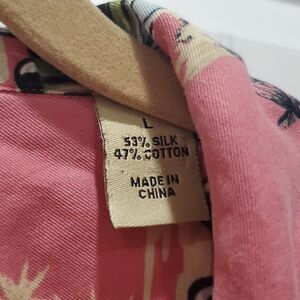 L
53% SILK
47% COTTON
MADE IN
CHINA